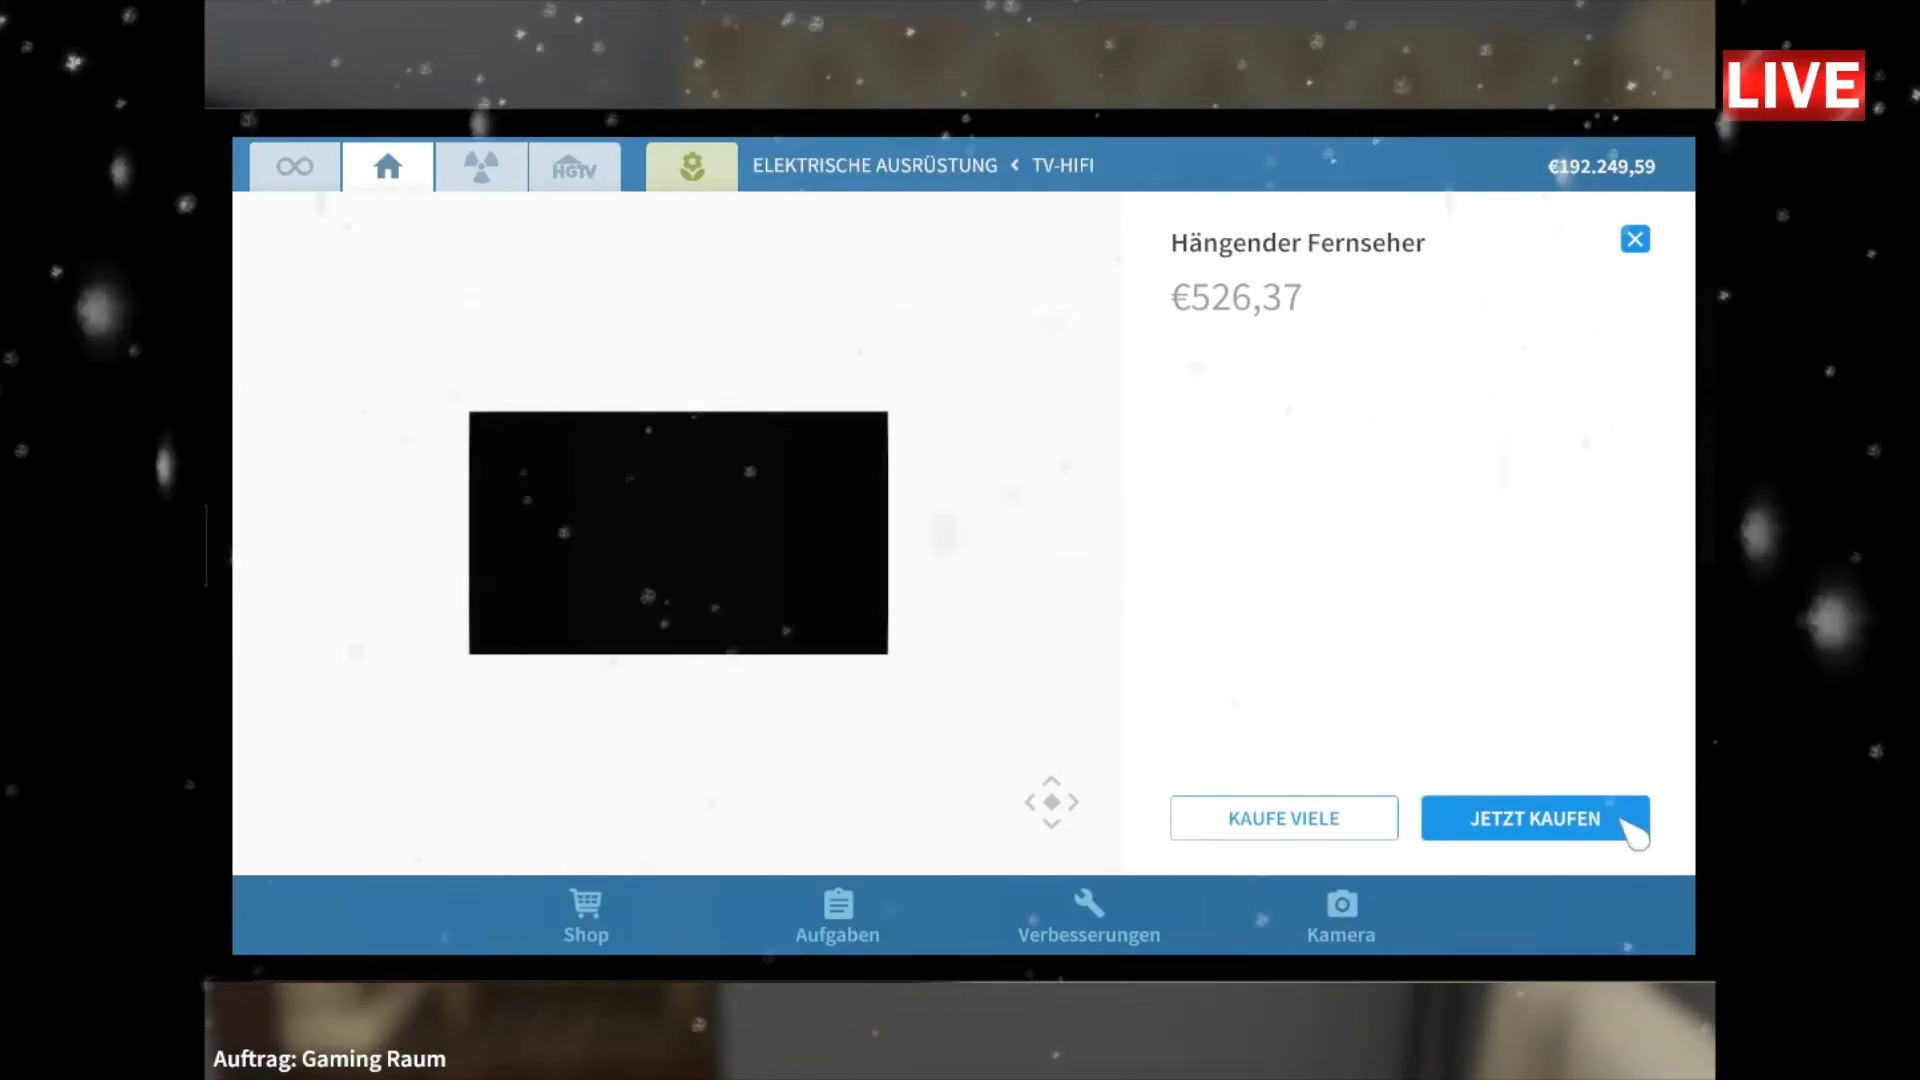 LIVE
HGTV
ELEKTRISCHE AUSRÜSTUNG < TV-HIFI
€192.249,59
Hängender Fernseher
€526,37
KAUFE VIELE
JETZT KAUFEN
Shop
Aufgaben
Verbesserungen
Kamera
Auftrag: Gaming Raum